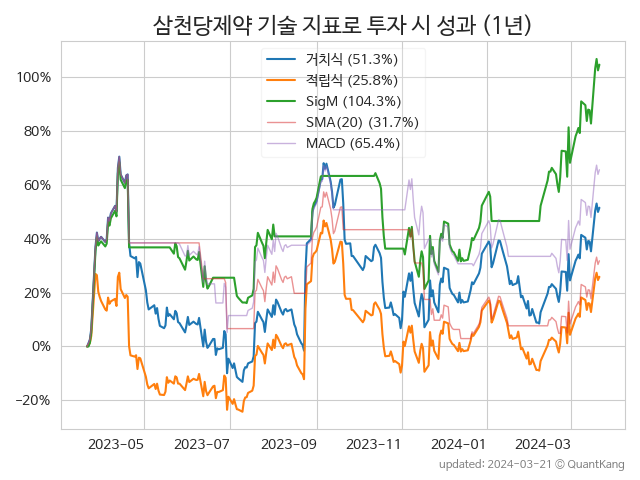 삼천당제약 기술 지표로 투자 시 성과 (1년)
거치식 (51.3%)
적립식 (25.8%)
SigM (104.3%)
SMA(20) (31.7%)
MACD (65.4%)
100%
80%
60%
40%
20%
0%
−20%
2023-05
2023-07
2023-09
2023-11
2024-01
2024-03
updated: 2024-03-21 © QuantKang